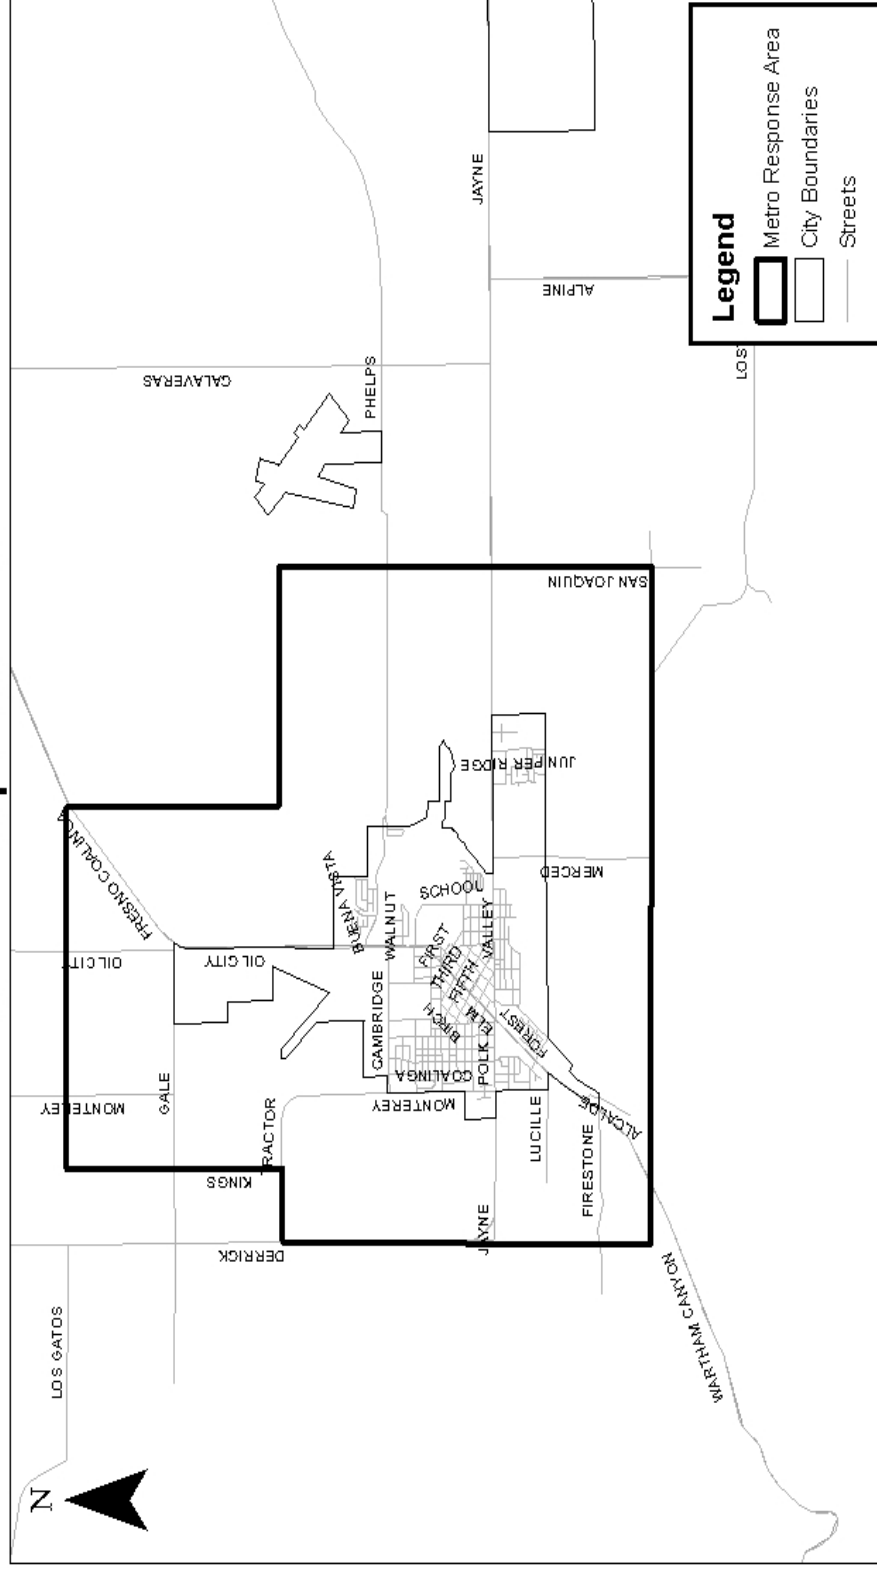 N
LOS GATOS
DERRICK
KINGS
MONTEREY
GALE
TRACTOR
OIL CITY
OIL CITY
FRESNO COALINGA
BUENA VISTA
WALNUT
CAMBRIDGE
COALINGA
MONTEREY
POLK
ELM
BIRCH
FIRST
THIRD
FIFTH
SCHOOL
VALLEY
FOREST
LUCILLE
FIRESTONE
ALCALDE
JAYNE
WARTHAM CANYON
MERCED
JUNIPER RIDGE
SAN JOAQUIN
CALAVERAS
PHELPS
JAYNE
ALPINE
LOS
Legend
Metro Response Area
City Boundaries
Streets